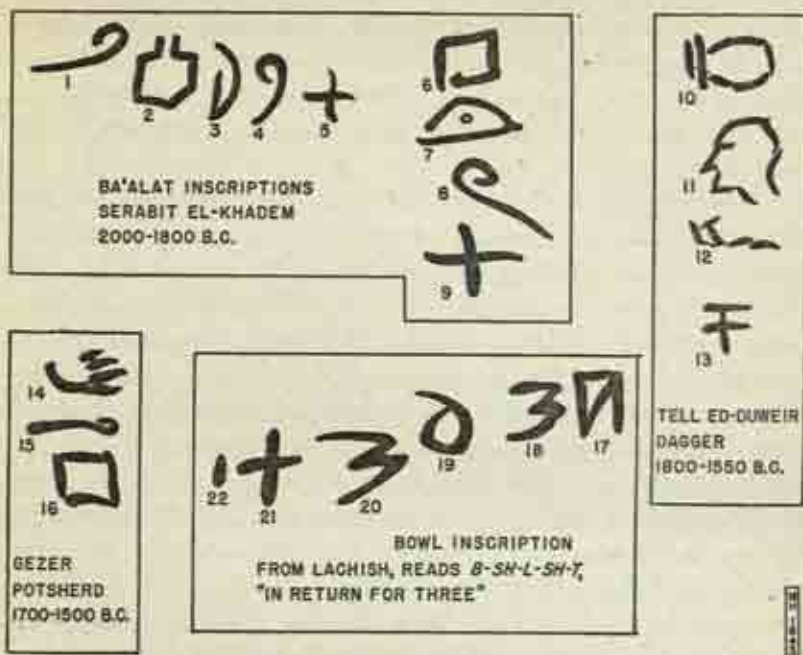 1 2 3 4 5
6
7
8
9
BA'ALAT INSCRIPTIONS
SERABIT EL-KHADEM
2000-1800 B.C.
10
11
12
13
TELL ED-DUWEIR
DAGGER
1800-1550 B.C.
14
15
16
GEZER
POTSHERD
1700-1500 B.C.
22 21 20 19 18 17
BOWL INSCRIPTION
FROM LACHISH, READS B-SH-L-SH-T,
"IN RETURN FOR THREE"